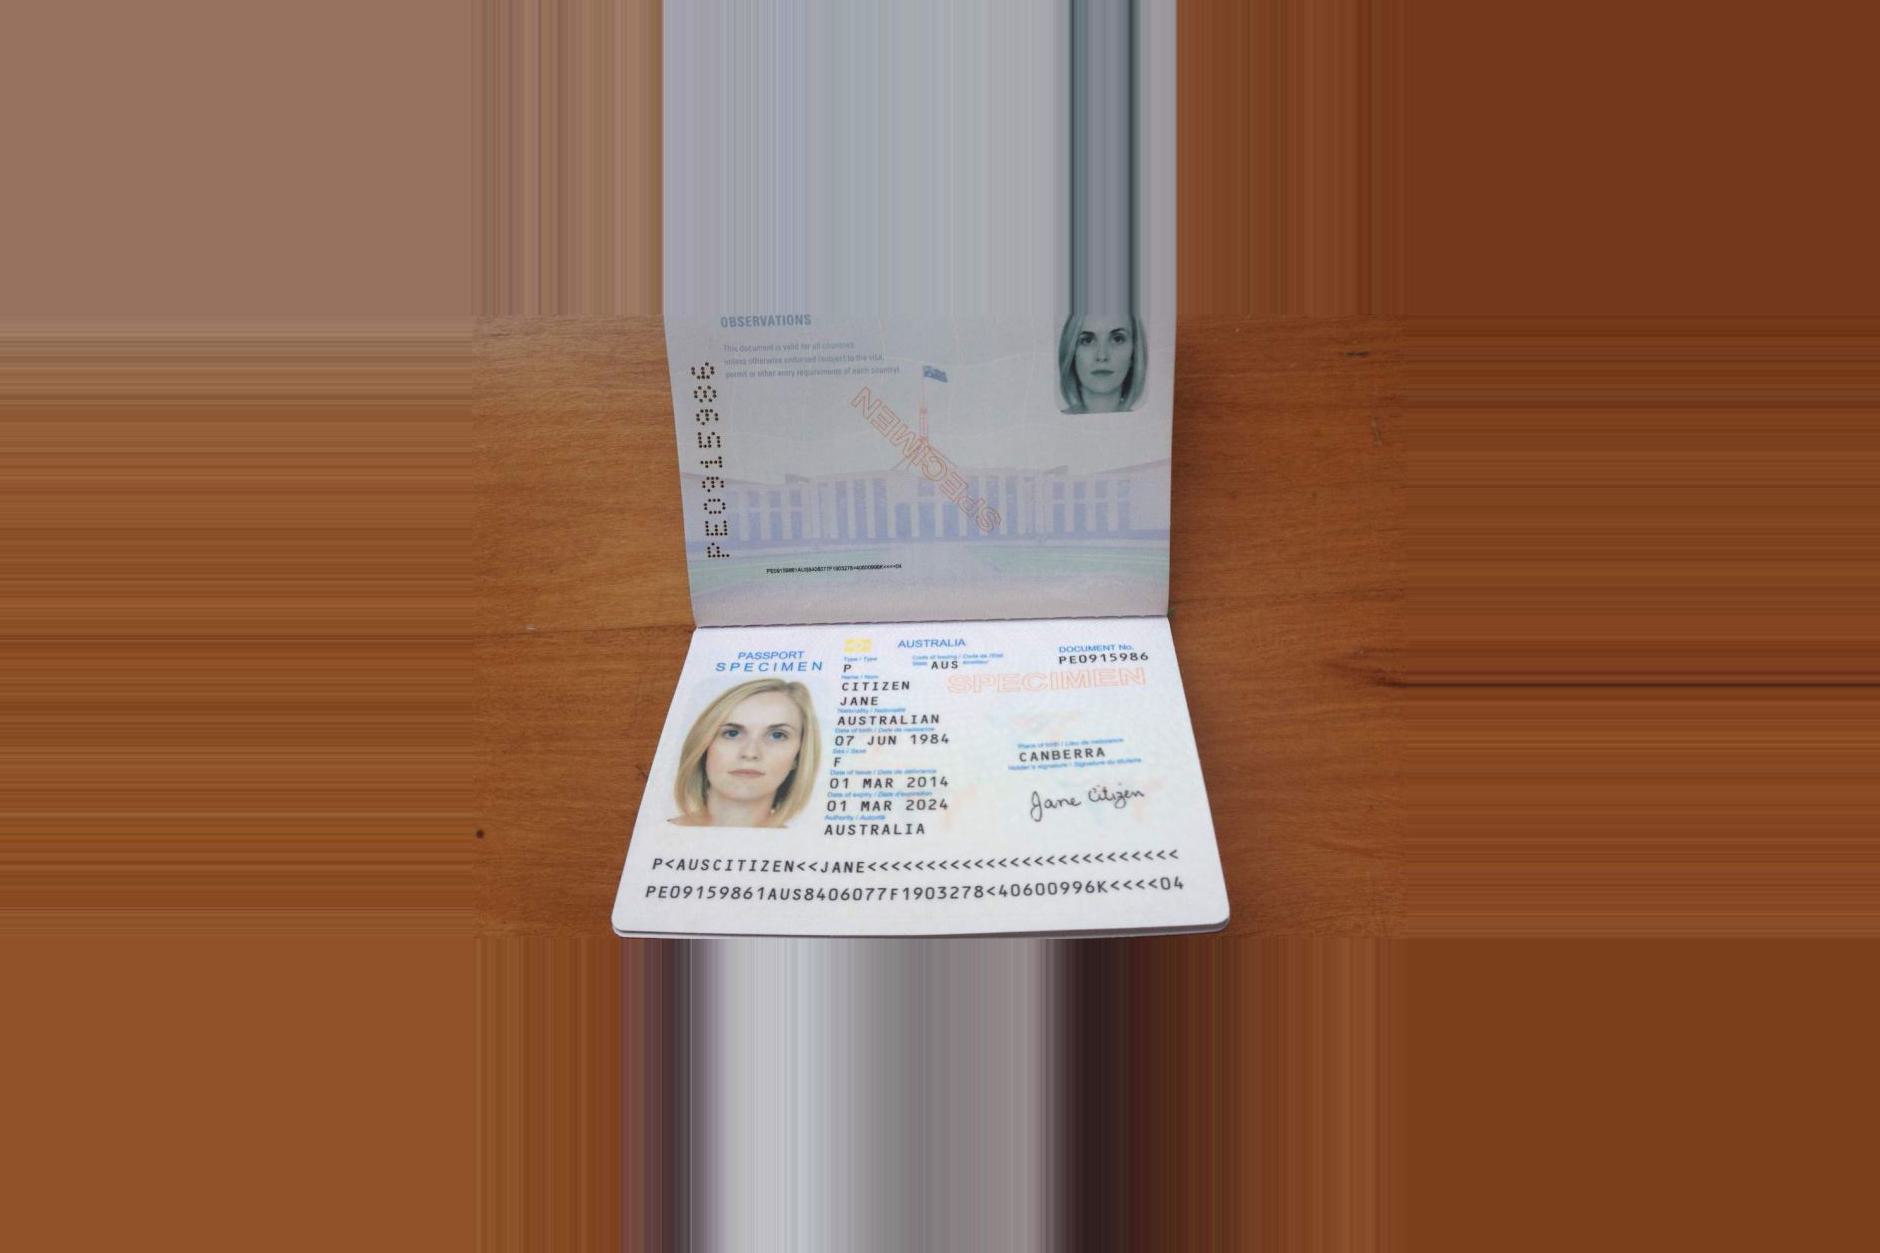 OBSERVATIONS
This document is valid for all countries
unless otherwise endorsed (subject to the visa,
permit or other entry requirements of each country)
PE0915986
SPECIMEN
PE09159861AUS8406077F1903278<40600996K<<<<04
PASSPORT
SPECIMEN
AUSTRALIA
DOCUMENT No.
PE0915986
Type / Type
P
Code of issuing / Code de l'Etat
State AUS émetteur
SPECIMEN
Name / Nom
CITIZEN
JANE
Nationality / Nationalité
AUSTRALIAN
Date of birth / Date de naissance
07 JUN 1984
Sex / Sexe
F
Place of birth / Lieu de naissance
CANBERRA
Holder's signature / Signature du titulaire
Jane Citizen
Date of issue / Date de délivrance
01 MAR 2014
Date of expiry / Date d'expiration
01 MAR 2024
Authority / Autorité
AUSTRALIA
P<AUSCITIZEN<<JANE<<<<<<<<<<<<<<<<<<<<<<<<<<
PE09159861AUS8406077F1903278<40600996K<<<<04